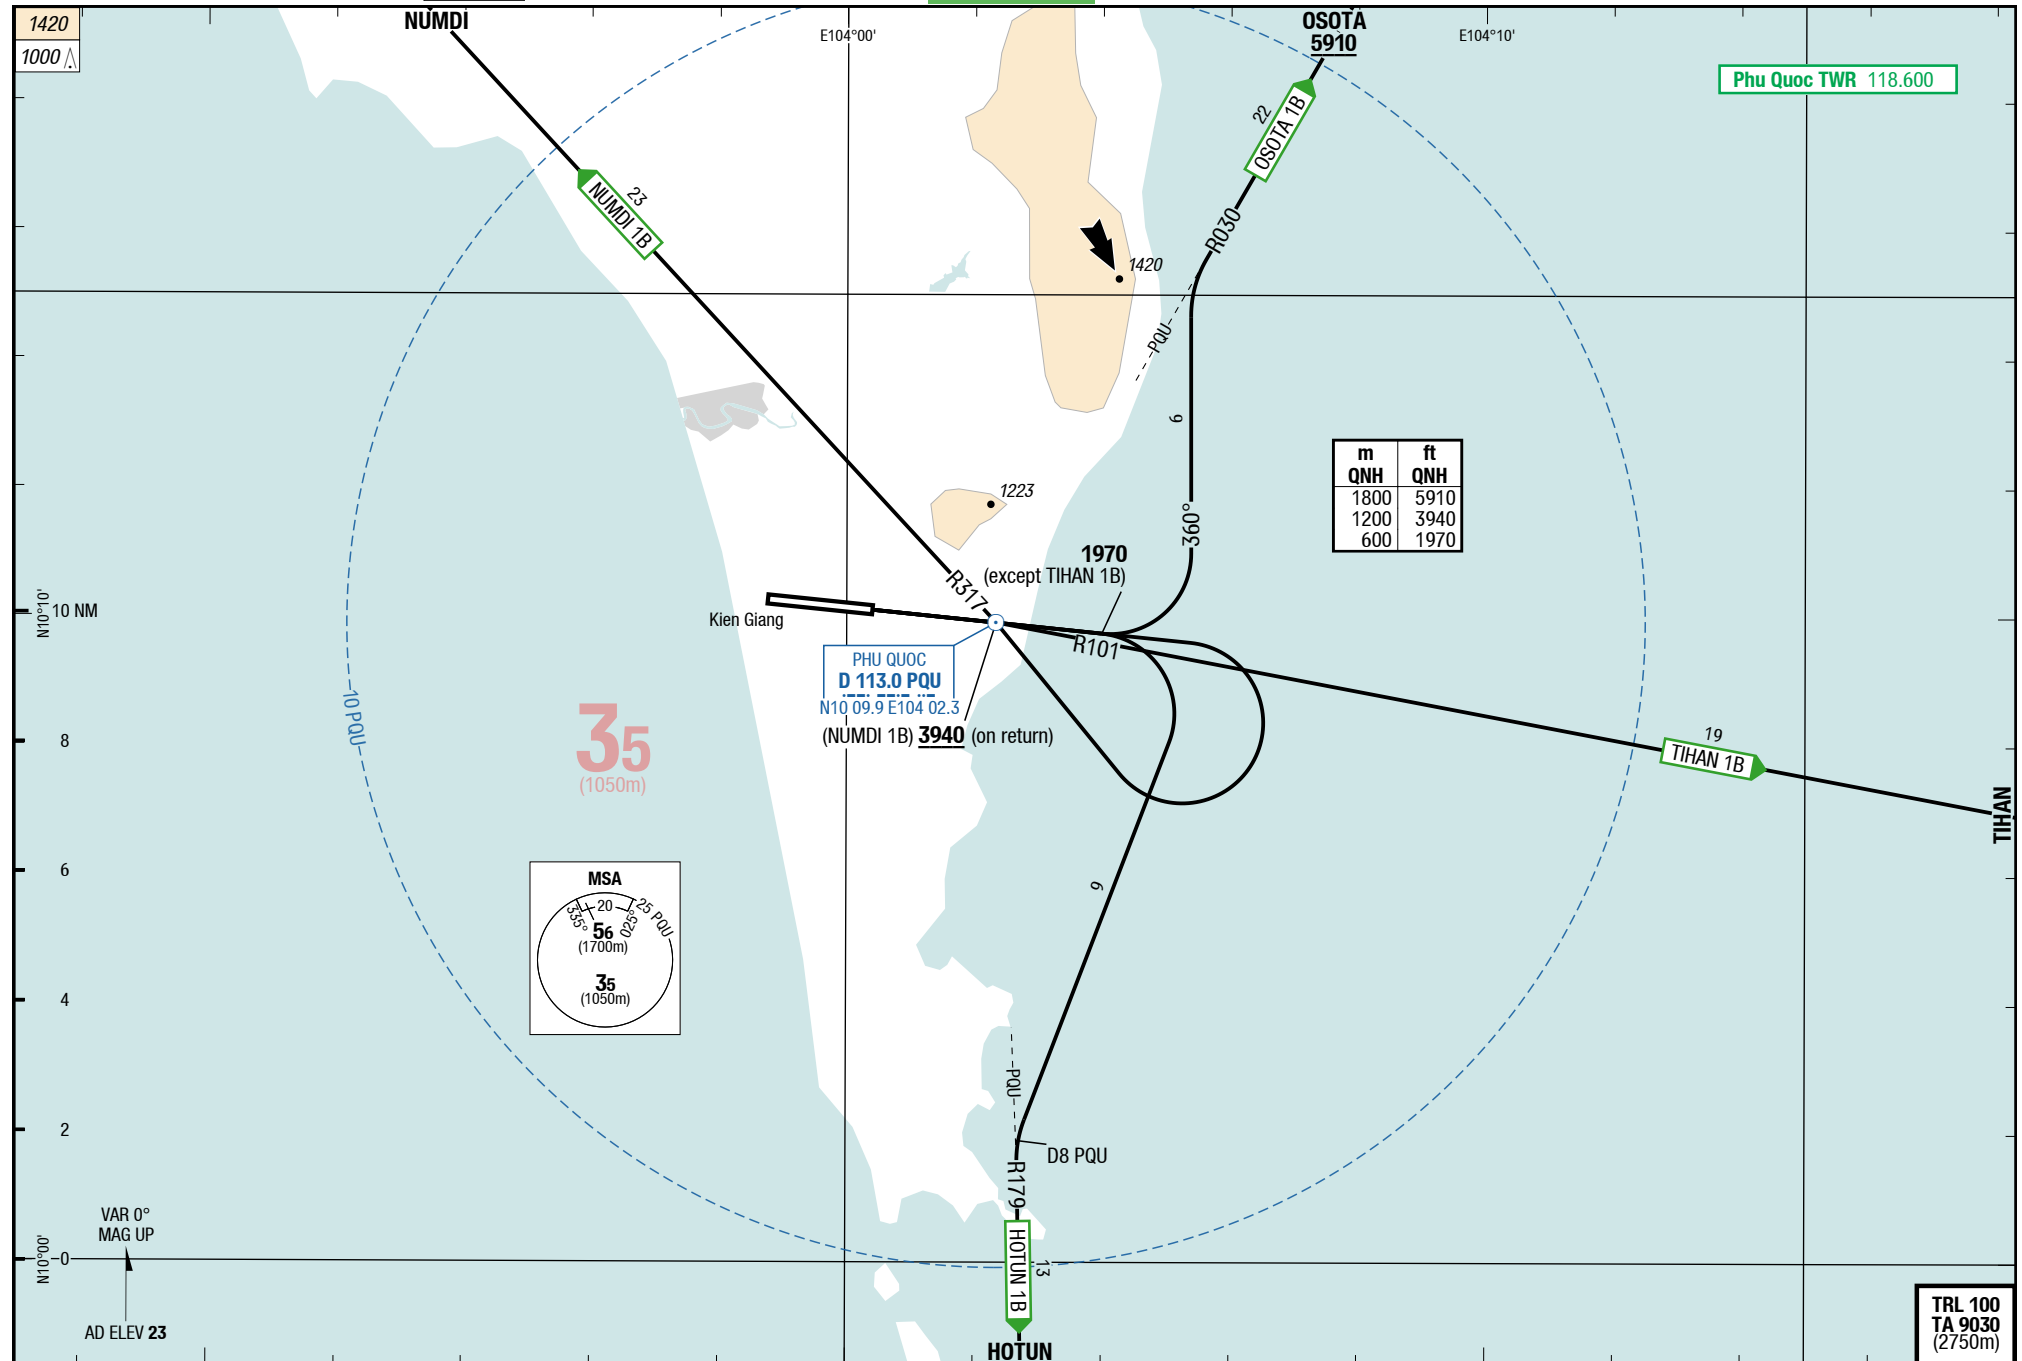 NUMDI
OSOTA
5910
1420
1000
E104°00'
E104°10'
Phu Quoc TWR 118.600
22
OSOTA 1B
R030
23
NUMDI 1B
1420
PQU
6
360°
m ft
QNH QNH
1800 5910
1200 3940
600 1970
1223
1970
(except TIHAN 1B)
R317
N10°10'
10 NM
Kien Giang
R101
PHU QUOC
D 113.0 PQU
N10 09.9 E104 02.3
(NUMDI 1B) 3940 (on return)
10 PQU
35
(1050m)
8
19
TIHAN 1B
TIHAN
6
MSA
335° 20 025° 25 PQU
56
(1700m)
35
(1050m)
9
4
PQU
2
D8 PQU
R179
VAR 0°
MAG UP
N10°00'
0
HOTUN 1B
13
AD ELEV 23
HOTUN
TRL 100
TA 9030
(2750m)